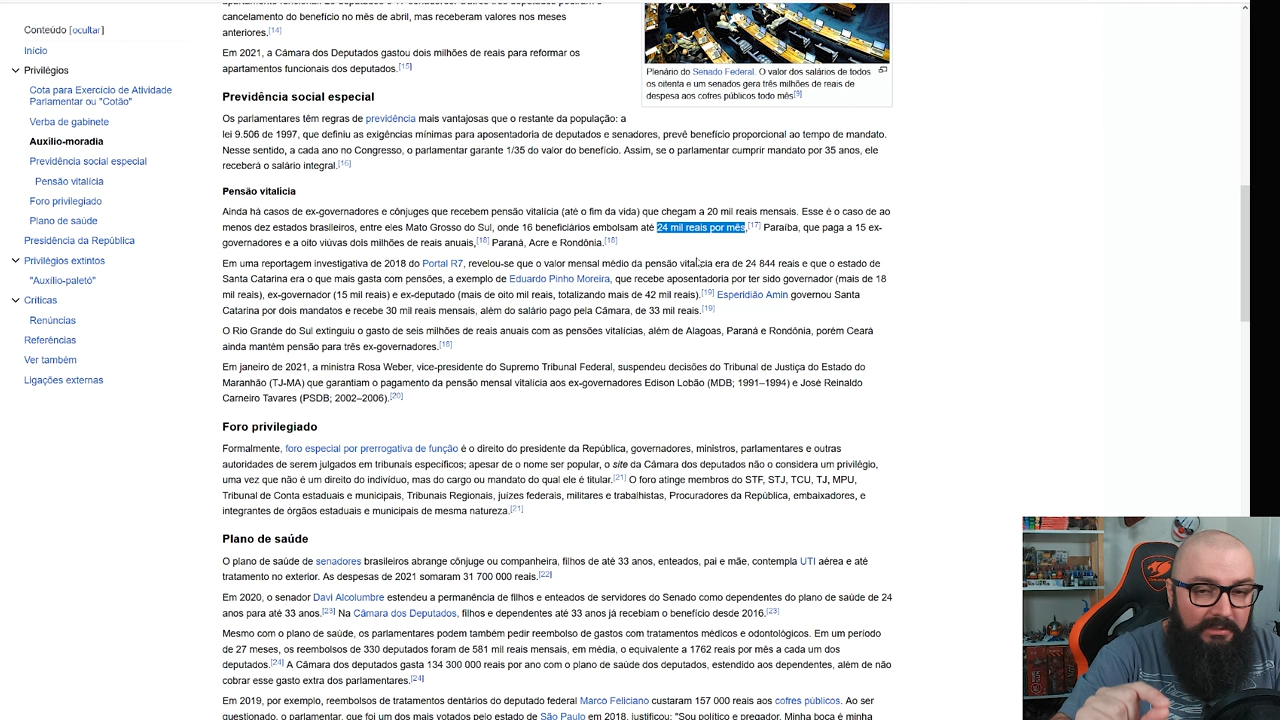 cancelamento do benefício no mês de abril, mas receberam valores nos meses
anteriores.[14]
Em 2021, a Câmara dos Deputados gastou dois milhões de reais para reformar os
apartamentos funcionais dos deputados.[15]
Plenário do Senado Federal. O valor dos salários de todos
os oitenta e um senados gera três milhões de reais de
despesa aos cofres públicos todo mês[9]
Conteúdo [ocultar]
Início
Privilégios
Cota para Exercício de Atividade
Parlamentar ou "Cotão"
Verba de gabinete
Auxílio-moradia
Previdência social especial
Pensão vitalícia
Foro privilegiado
Plano de saúde
Presidência da República
Privilégios extintos
"Auxílio-paletó"
Críticas
Renúncias
Referências
Ver também
Ligações externas
Previdência social especial
Os parlamentares têm regras de previdência mais vantajosas que o restante da população: a
lei 9.506 de 1997, que definiu as exigências mínimas para aposentadoria de deputados e senadores, prevê benefício proporcional ao tempo de mandato.
Nesse sentido, a cada ano no Congresso, o parlamentar garante 1/35 do valor do benefício. Assim, se o parlamentar cumprir mandato por 35 anos, ele
receberá o salário integral.[16]
Pensão vitalícia
Ainda há casos de ex-governadores e cônjuges que recebem pensão vitalícia (até o fim da vida) que chegam a 20 mil reais mensais. Esse é o caso de ao
menos dez estados brasileiros, entre eles Mato Grosso do Sul, onde 16 beneficiários embolsam até 24 mil reais por mês,[17] Paraíba, que paga a 15 ex-
governadores e a oito viúvas dois milhões de reais anuais,[18] Paraná, Acre e Rondônia.[18]
Em uma reportagem investigativa de 2018 do Portal R7, revelou-se que o valor mensal médio da pensão vitalícia era de 24 844 reais e que o estado de
Santa Catarina era o que mais gasta com pensões, a exemplo de Eduardo Pinho Moreira, que recebe aposentadoria por ter sido governador (mais de 18
mil reais), ex-governador (15 mil reais) e ex-deputado (mais de oito mil reais, totalizando mais de 42 mil reais).[19] Esperidião Amin governou Santa
Catarina por dois mandatos e recebe 30 mil reais mensais, além do salário pago pela Câmara, de 33 mil reais.[19]
O Rio Grande do Sul extinguiu o gasto de seis milhões de reais anuais com as pensões vitalícias, além de Alagoas, Paraná e Rondônia, porém Ceará
ainda mantém pensão para três ex-governadores.[18]
Em janeiro de 2021, a ministra Rosa Weber, vice-presidente do Supremo Tribunal Federal, suspendeu decisões do Tribunal de Justiça do Estado do
Maranhão (TJ-MA) que garantiam o pagamento da pensão mensal vitalícia aos ex-governadores Edison Lobão (MDB; 1991–1994) e José Reinaldo
Carneiro Tavares (PSDB; 2002–2006).[20]
Foro privilegiado
Formalmente, foro especial por prerrogativa de função é o direito do presidente da República, governadores, ministros, parlamentares e outras
autoridades de serem julgados em tribunais específicos; apesar de o nome ser popular, o site da Câmara dos deputados não o considera um privilégio,
uma vez que não é um direito do indivíduo, mas do cargo ou mandato do qual ele é titular.[21] O foro atinge membros do STF, STJ, TCU, TJ, MPU,
Tribunal de Conta estaduais e municipais, Tribunais Regionais, juízes federais, militares e trabalhistas, Procuradores da República, embaixadores, e
integrantes de órgãos estaduais e municipais de mesma natureza.[21]
Plano de saúde
O plano de saúde de senadores brasileiros abrange cônjuge ou companheira, filhos de até 33 anos, enteados, pai e mãe, contempla UTI aérea e até
tratamento no exterior. As despesas de 2021 somaram 31 700 000 reais.[22]
Em 2020, o senador Davi Alcolumbre estendeu a permanência de filhos e enteados de servidores do Senado como dependentes do plano de saúde de 24
anos para até 33 anos.[23] Na Câmara dos Deputados, filhos e dependentes até 33 anos já recebiam o benefício desde 2016.[23]
Mesmo com o plano de saúde, os parlamentares podem também pedir reembolso de gastos com tratamentos médicos e odontológicos. Em um período
de 27 meses, os reembolsos de 330 deputados foram de 581 mil reais mensais, em média, o equivalente a 1762 reais por mês a cada um dos
deputados.[24] A Câmara dos deputados gasta 134 300 000 reais por ano com o plano de saúde dos deputados, estendido aos dependentes, além de não
cobrar esse gasto extra dos parlamentares.[24]
Em 2019, por exemplo, reembolsos de tratamentos dentários do deputado federal Marco Feliciano custaram 157 000 reais aos cofres públicos. Ao ser
questionado, o parlamentar, que foi um dos mais votados pelo estado de São Paulo em 2018, justificou: "Sou político e pregador. Minha boca é minha